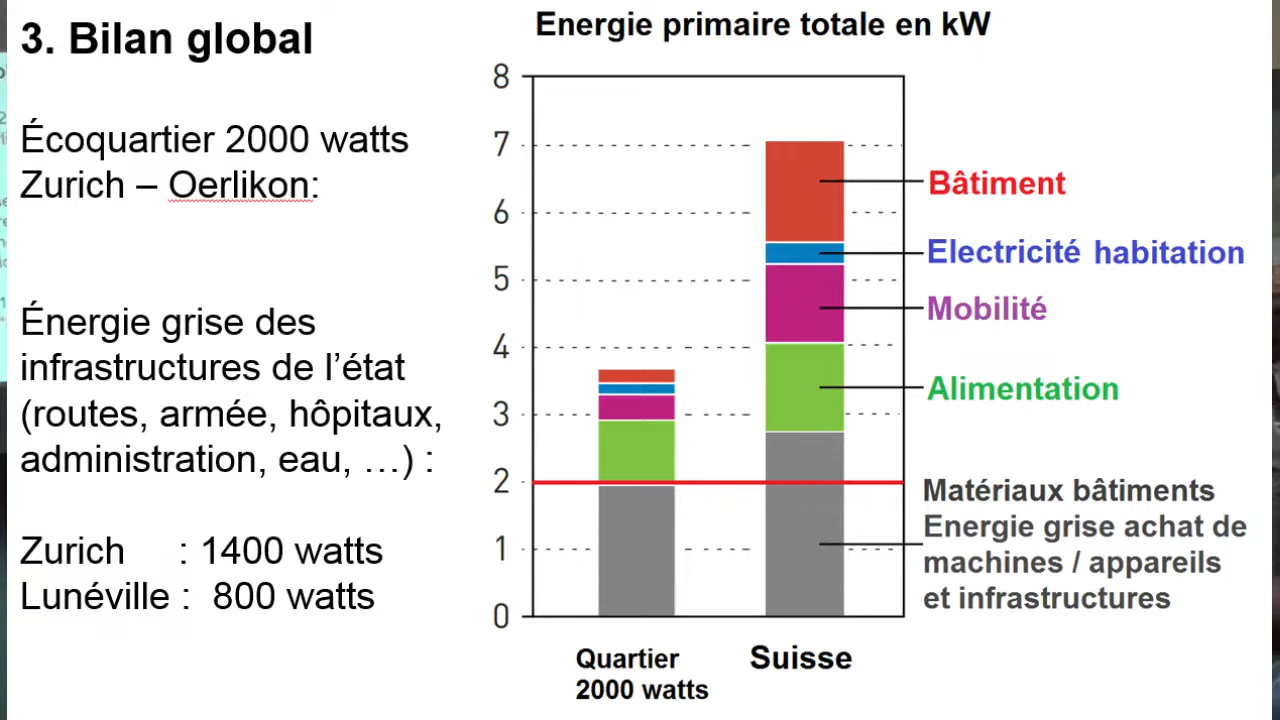 3. Bilan global
Écoquartier 2000 watts
Zurich – Oerlikon:
Énergie grise des
infrastructures de l’état
(routes, armée, hôpitaux,
administration, eau, …) :
Zurich : 1400 watts
Lunéville : 800 watts
Energie primaire totale en kW
8
7
6
5
4
3
2
1
0
Bâtiment
Electricité habitation
Mobilité
Alimentation
Matériaux bâtiments
Energie grise achat de
machines / appareils
et infrastructures
Quartier
2000 watts
Suisse